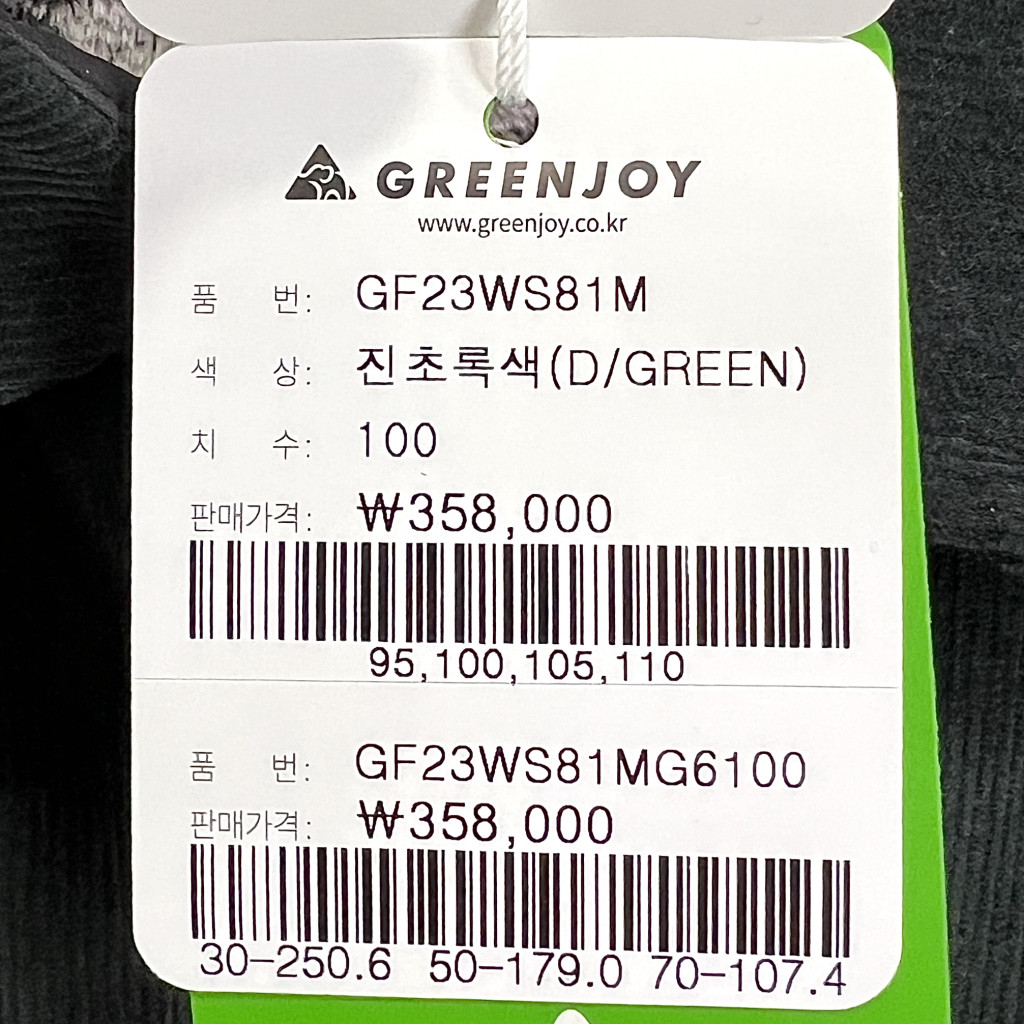 GREENJOY
www.greenjoy.co.kr
품 번: GF23WS81M
색 상: 진초록색(D/GREEN)
치 수: 100
판매가격: ₩358,000
95,100,105,110
품 번: GF23WS81MG6100
판매가격: ₩358,000
30-250.6 50-179.0 70-107.4